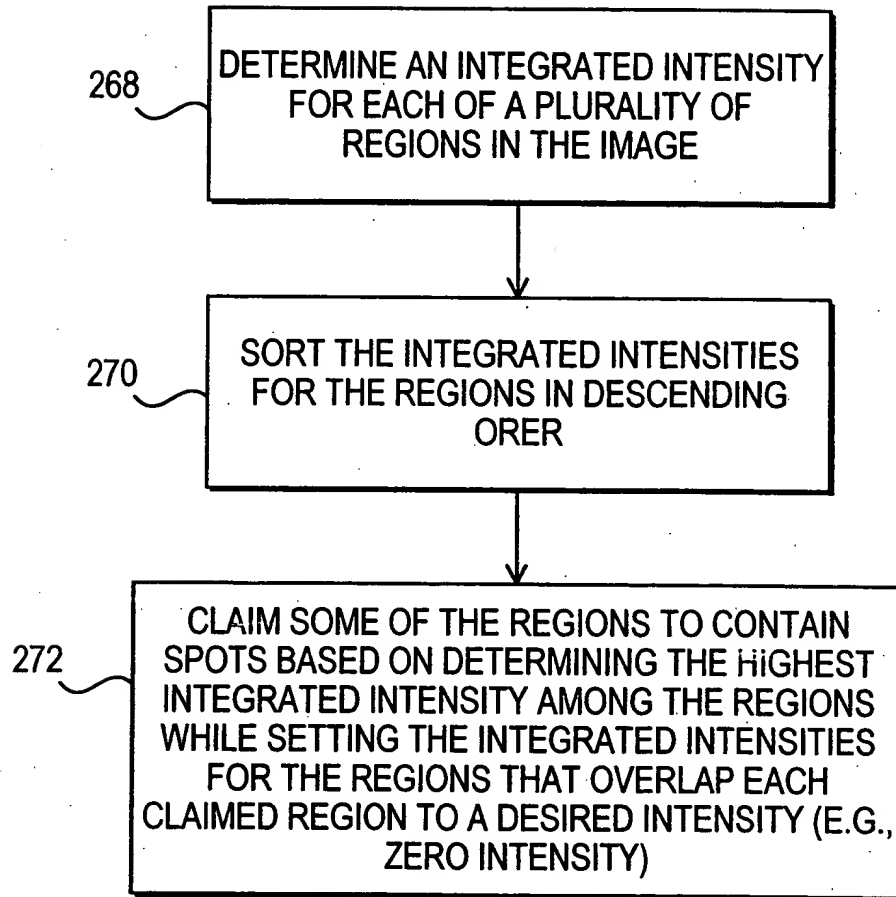 268
DETERMINE AN INTEGRATED INTENSITY
FOR EACH OF A PLURALITY OF
REGIONS IN THE IMAGE
270
SORT THE INTEGRATED INTENSITIES
FOR THE REGIONS IN DESCENDING
ORER
272
CLAIM SOME OF THE REGIONS TO CONTAIN
SPOTS BASED ON DETERMINING THE HIGHEST
INTEGRATED INTENSITY AMONG THE REGIONS
WHILE SETTING THE INTEGRATED INTENSITIES
FOR THE REGIONS THAT OVERLAP EACH
CLAIMED REGION TO A DESIRED INTENSITY (E.G.,
ZERO INTENSITY)